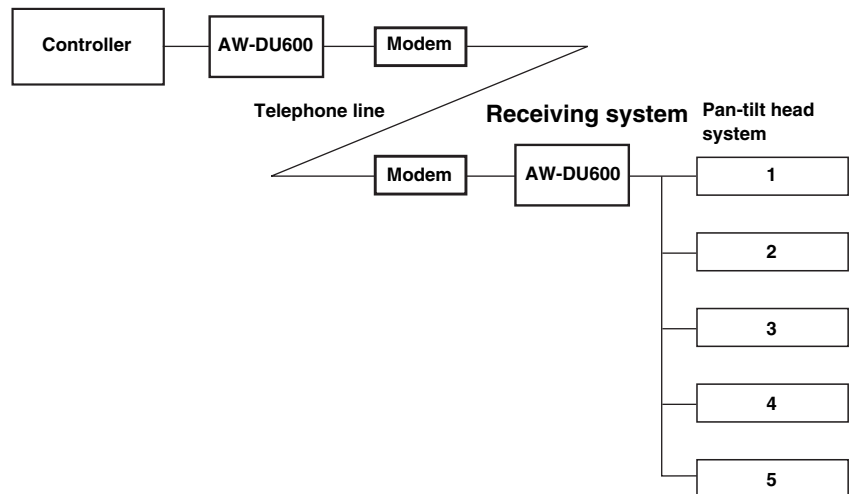 Controller
AW-DU600
Modem
Telephone line
Receiving system
Pan-tilt head
system
Modem
AW-DU600
1
2
3
4
5